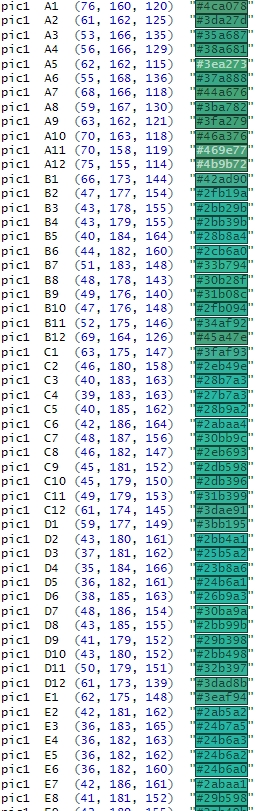 pic1 A1 (76, 160, 120) "#4ca078"
pic1 A2 (61, 162, 125) "#3da27d"
pic1 A3 (53, 166, 135) "#35a687"
pic1 A4 (56, 166, 129) "#38a681"
pic1 A5 (62, 162, 115) "#3ea273"
pic1 A6 (55, 168, 136) "#37a888"
pic1 A7 (68, 166, 118) "#44a676"
pic1 A8 (59, 167, 130) "#3ba782"
pic1 A9 (63, 162, 121) "#3fa279"
pic1 A10 (70, 163, 118) "#46a376"
pic1 A11 (70, 158, 119) "#469e77"
pic1 A12 (75, 155, 114) "#4b9b72"
pic1 B1 (66, 173, 144) "#42ad90"
pic1 B2 (47, 177, 154) "#2fb19a"
pic1 B3 (43, 178, 155) "#2bb29b"
pic1 B4 (43, 179, 155) "#2bb39b"
pic1 B5 (40, 184, 164) "#28b8a4"
pic1 B6 (44, 182, 160) "#2cb6a0"
pic1 B7 (51, 183, 148) "#33b794"
pic1 B8 (48, 178, 143) "#30b28f"
pic1 B9 (49, 176, 140) "#31b08c"
pic1 B10 (47, 176, 148) "#2fb094"
pic1 B11 (52, 175, 146) "#34af92"
pic1 B12 (69, 164, 126) "#45a47e"
pic1 C1 (63, 175, 147) "#3faf93"
pic1 C2 (46, 180, 158) "#2eb49e"
pic1 C3 (40, 183, 163) "#28b7a3"
pic1 C4 (39, 183, 163) "#27b7a3"
pic1 C5 (40, 185, 162) "#28b9a2"
pic1 C6 (42, 186, 164) "#2abaa4"
pic1 C7 (48, 187, 156) "#30bb9c"
pic1 C8 (46, 182, 147) "#2eb693"
pic1 C9 (45, 181, 152) "#2db598"
pic1 C10 (45, 179, 150) "#2db396"
pic1 C11 (49, 179, 153) "#31b399"
pic1 C12 (61, 174, 145) "#3dae91"
pic1 D1 (59, 177, 149) "#3bb195"
pic1 D2 (43, 180, 161) "#2bb4a1"
pic1 D3 (37, 181, 162) "#25b5a2"
pic1 D4 (35, 184, 166) "#23b8a6"
pic1 D5 (36, 182, 161) "#24b6a1"
pic1 D6 (38, 185, 163) "#26b9a3"
pic1 D7 (48, 186, 154) "#30ba9a"
pic1 D8 (43, 185, 155) "#2bb99b"
pic1 D9 (41, 179, 152) "#29b398"
pic1 D10 (43, 180, 152) "#2bb498"
pic1 D11 (50, 179, 151) "#32b397"
pic1 D12 (61, 173, 139) "#3dad8b"
pic1 E1 (62, 175, 148) "#3eaf94"
pic1 E2 (42, 181, 162) "#2ab5a2"
pic1 E3 (36, 183, 165) "#24b7a5"
pic1 E4 (36, 182, 163) "#24b6a3"
pic1 E5 (36, 182, 162) "#24b6a2"
pic1 E6 (36, 182, 160) "#24b6a0"
pic1 E7 (42, 186, 161) "#2abaa1"
pic1 E8 (41, 181, 152) "#29b598"